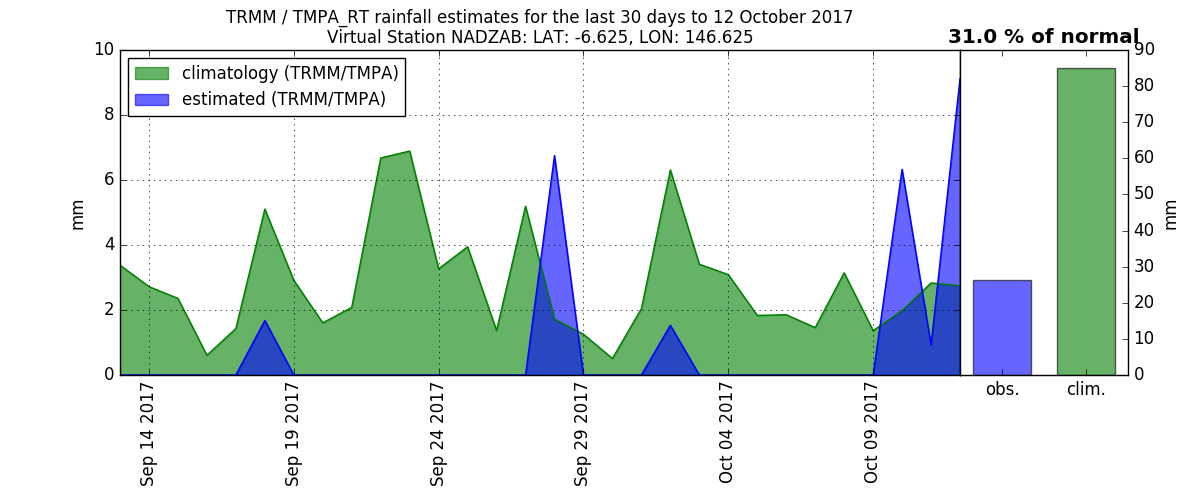 TRMM / TMPA_RT rainfall estimates for the last 30 days to 12 October 2017
Virtual Station NADZAB: LAT: -6.625, LON: 146.625
31.0 % of normal
climatology (TRMM/TMPA)
estimated (TRMM/TMPA)
10
8
6
4
2
0
mm
Sep 14 2017
Sep 19 2017
Sep 24 2017
Sep 29 2017
Oct 04 2017
Oct 09 2017
obs.
clim.
90
80
70
60
50
40
30
20
10
0
mm